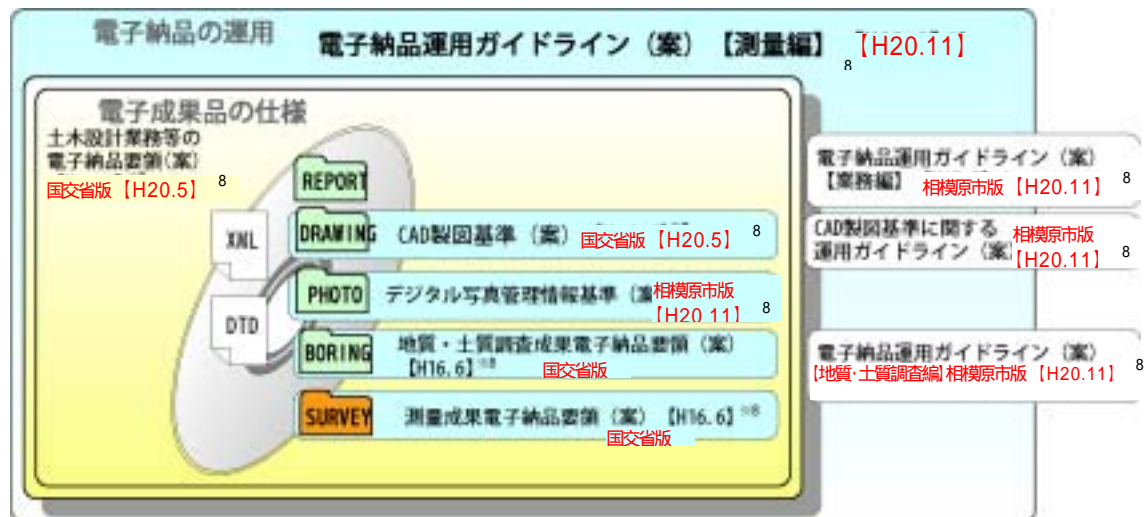 電子納品の運用
電子納品運用ガイドライン（案）【測量編】【H20.11】
8
電子成果品の仕様
土木設計業務等の
電子納品要領(案)
国交省版【H20.5】 8
REPORT
XML
DTD
DRAWING CAD製図基準（案） 国交省版【H20.5】 8
PHOTO デジタル写真管理情報基準（案 相模原市版
【H20.11】 8
BORING 地質・土質調査成果電子納品要領（案）
【H16.6】※8 国交省版
SURVEY 測量成果電子納品要領（案）【H16.6】※8
国交省版
電子納品運用ガイドライン（案）
【業務編】 相模原市版【H20.11】 8
CAD製図基準に関する 相模原市版
運用ガイドライン（案）【H20.11】 8
電子納品運用ガイドライン（案）
【地質・土質調査編】相模原市版【H20.11】 8